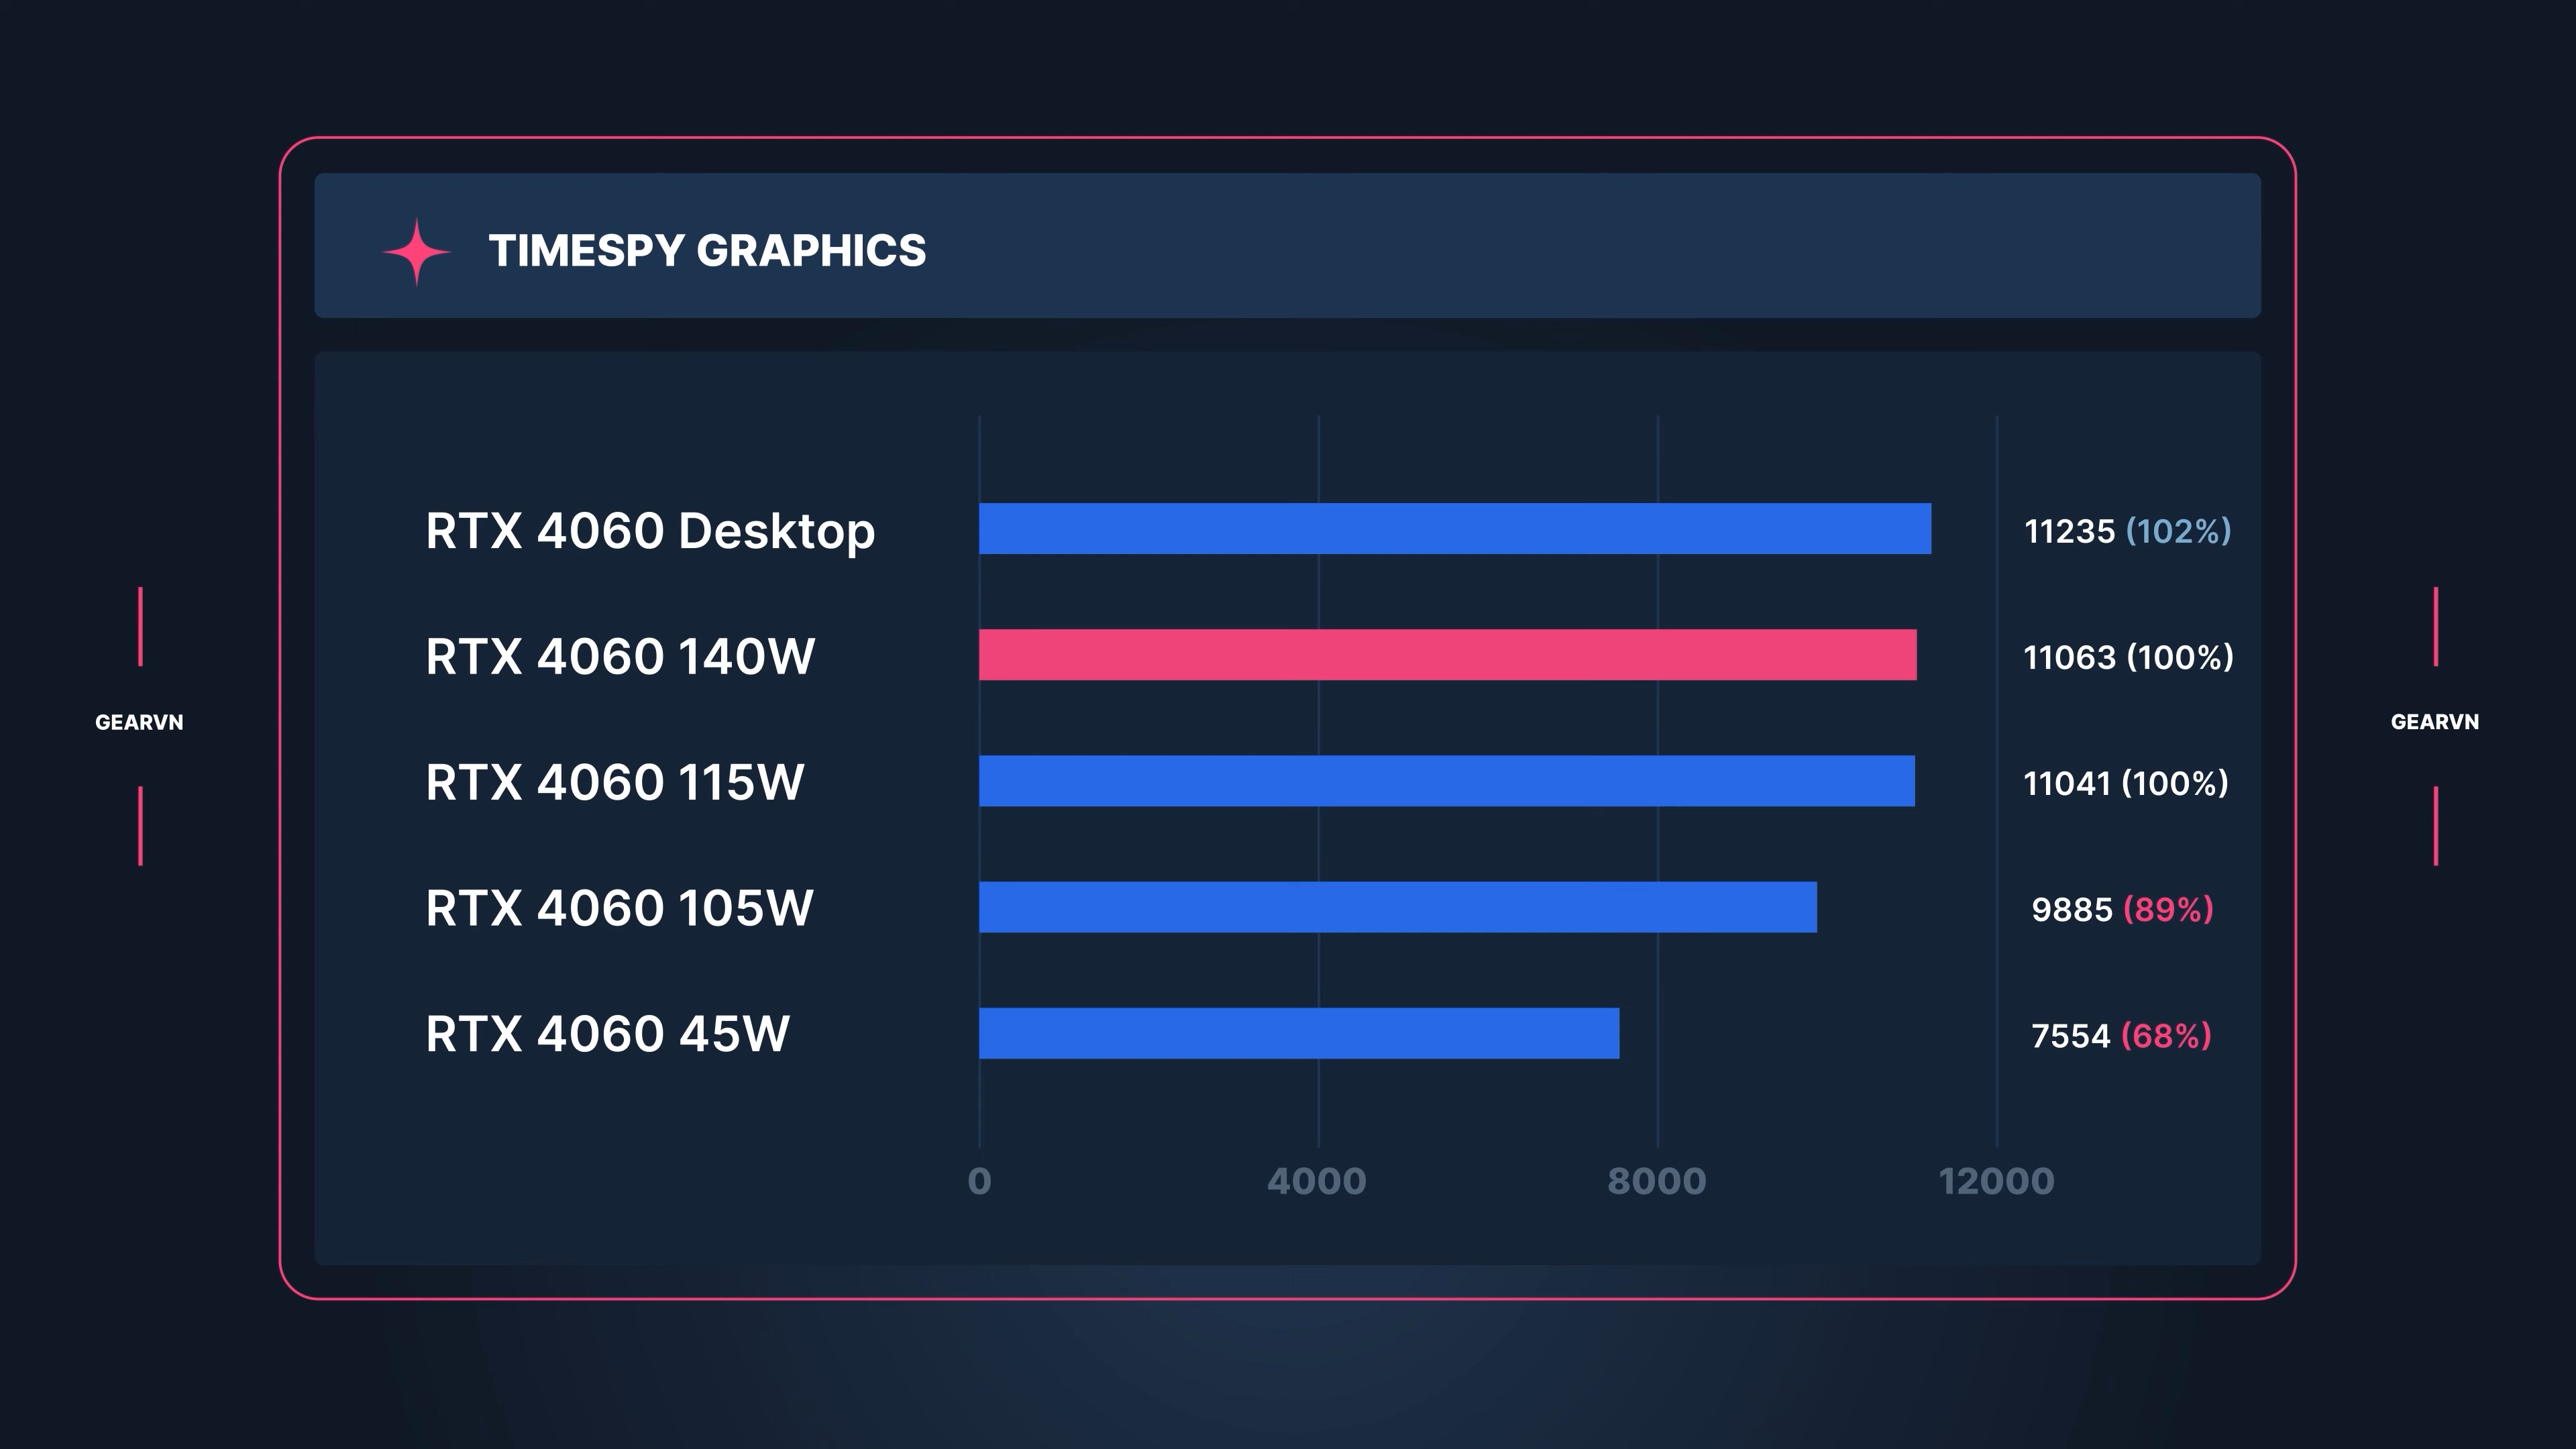 TIMESPY GRAPHICS
RTX 4060 Desktop 11235 (102%)
RTX 4060 140W 11063 (100%)
RTX 4060 115W 11041 (100%)
RTX 4060 105W 9885 (89%)
RTX 4060 45W 7554 (68%)
0 4000 8000 12000
GEARVN
GEARVN